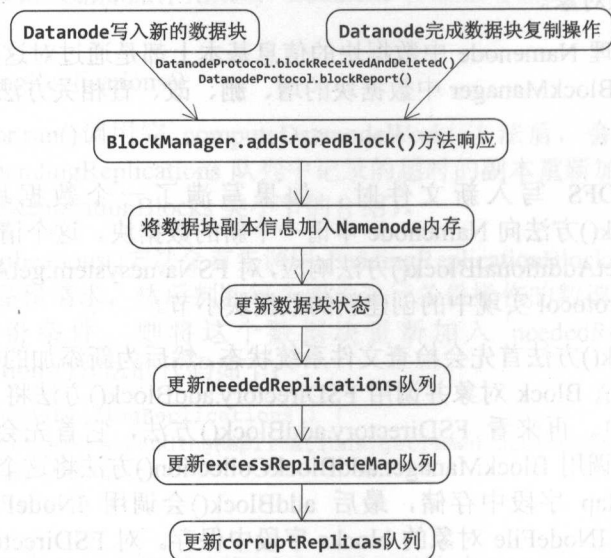 Datanode写入新的数据块
Datanode完成数据块复制操作
DatanodeProtocol.blockReceivedAndDeleted()
DatanodeProtocol.blockReport()
BlockManager.addStoredBlock()方法响应
将数据块副本信息加入Namenode内存
更新数据块状态
更新neededReplications队列
更新excessReplicateMap队列
更新corruptReplicas队列